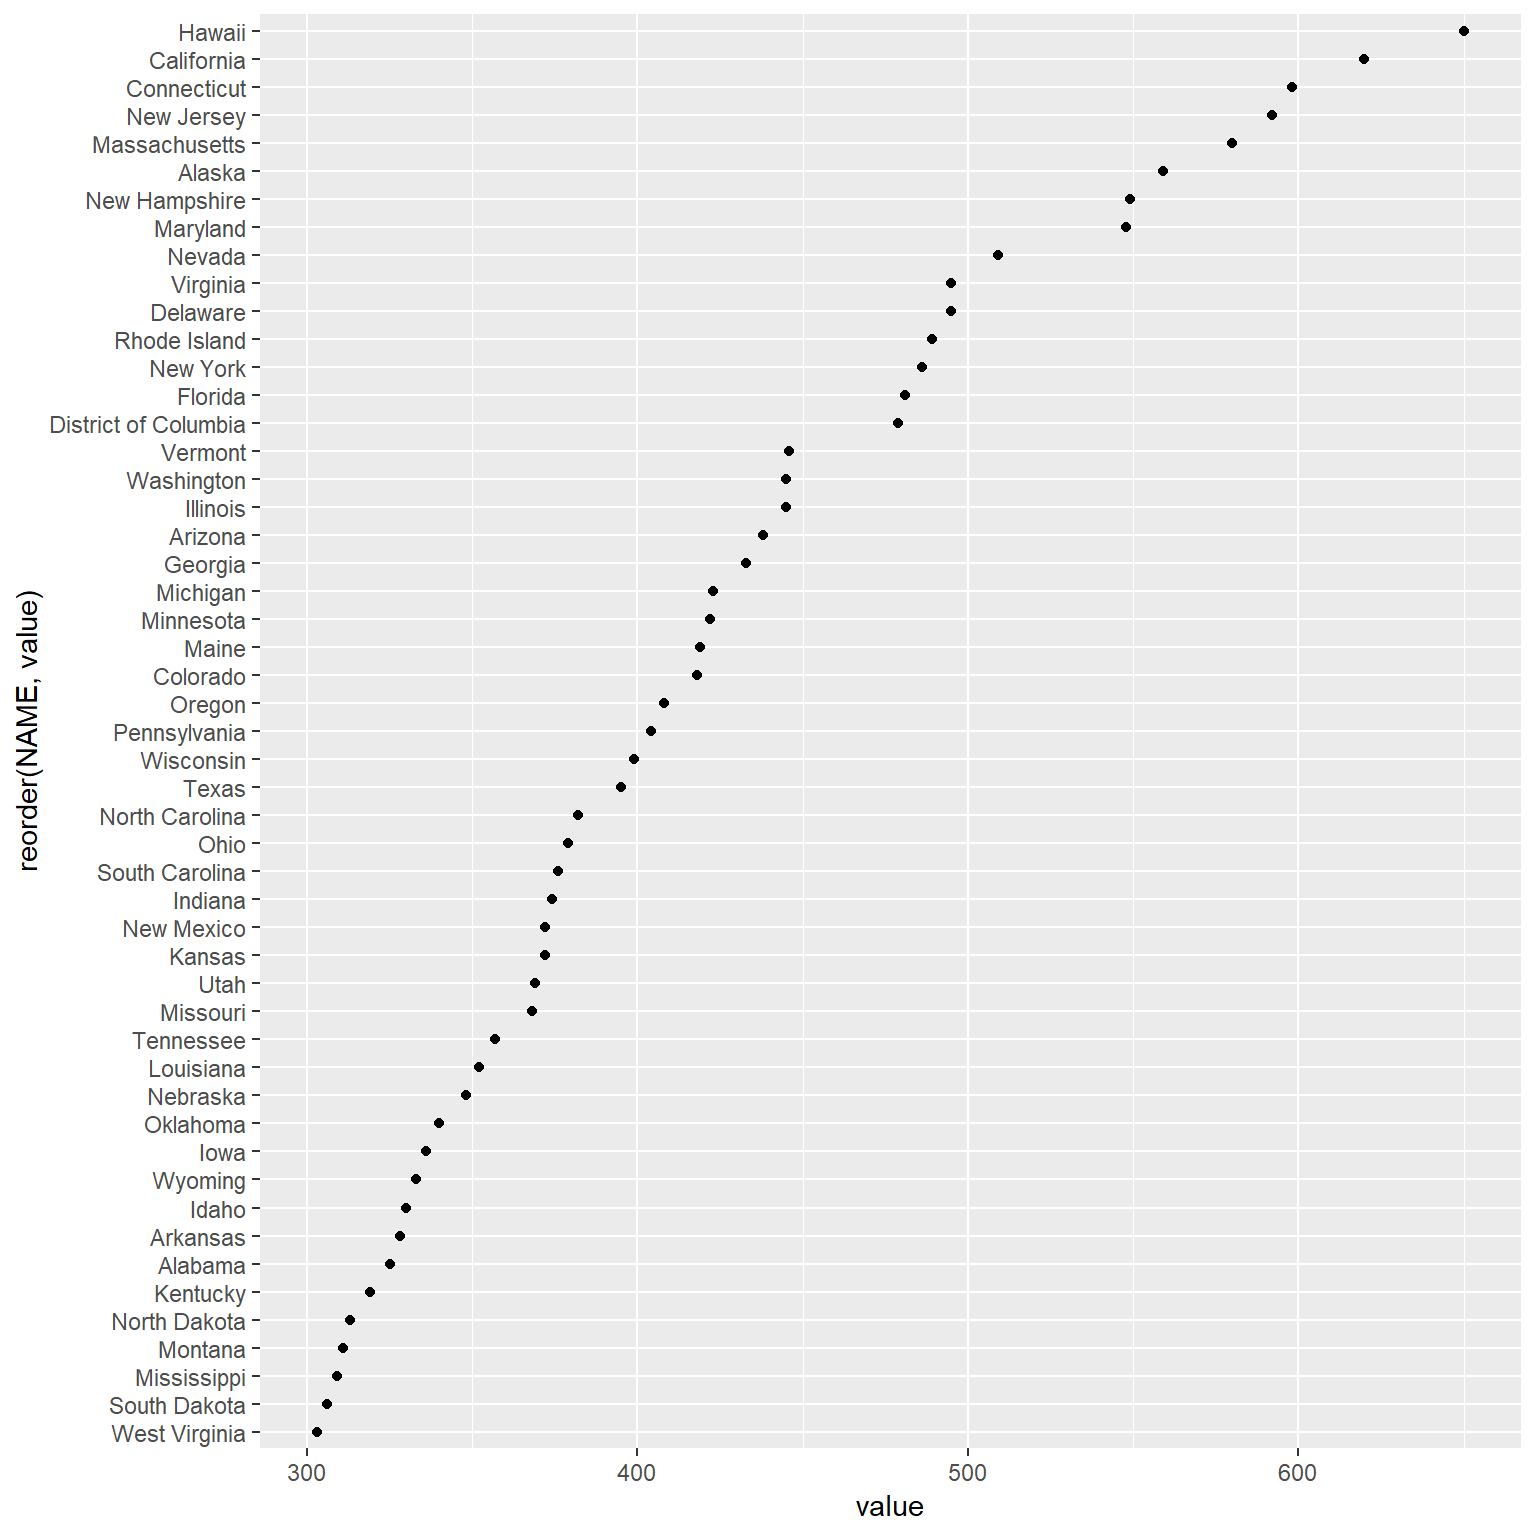 Hawaii
California
Connecticut
New Jersey
Massachusetts
Alaska
New Hampshire
Maryland
Nevada
Virginia
Delaware
Rhode Island
New York
Florida
District of Columbia
Vermont
Washington
Illinois
Arizona
Georgia
Michigan
Minnesota
Maine
Colorado
Oregon
Pennsylvania
Wisconsin
Texas
North Carolina
Ohio
South Carolina
Indiana
New Mexico
Kansas
Utah
Missouri
Tennessee
Louisiana
Nebraska
Oklahoma
Iowa
Wyoming
Idaho
Arkansas
Alabama
Kentucky
North Dakota
Montana
Mississippi
South Dakota
West Virginia
reorder(NAME, value)
300 400 500 600
value